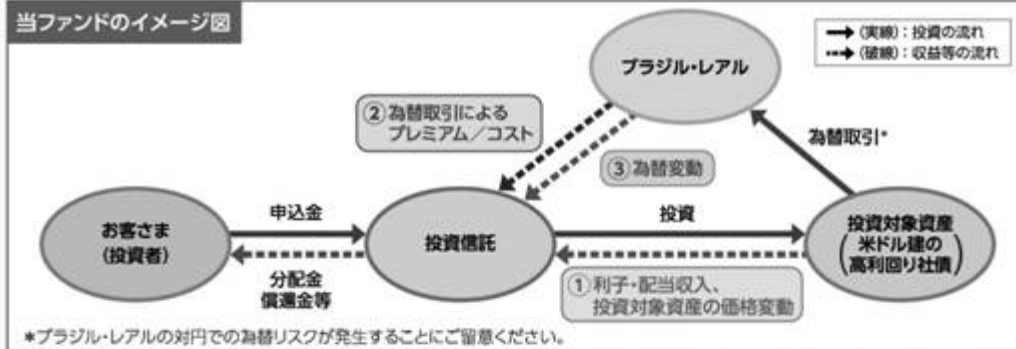 当ファンドのイメージ図
(実線):投資の流れ
(破線):収益等の流れ
ブラジル・レアル
②為替取引による
プレミアム/コスト
為替取引*
③為替変動
お客さま
(投資者)
申込金
分配金
償還金等
投資信託
投資
投資対象資産
米ドル建の
高利回り社債
①利子・配当収入、
投資対象資産の価格変動
*ブラジル・レアルの対円での為替リスクが発生することにご留意ください。